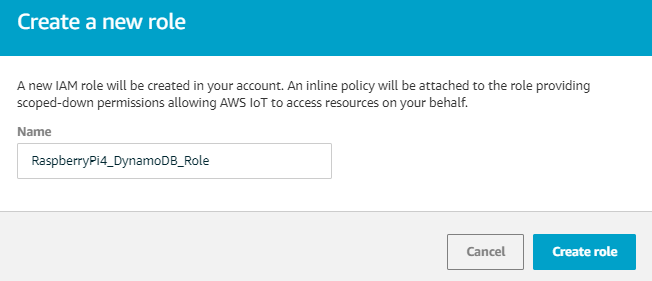 Create a new role
A new IAM role will be created in your account. An inline policy will be attached to the role providing
scoped-down permissions allowing AWS IoT to access resources on your behalf.
Name
RaspberryPi4_DynamoDB_Role
Cancel
Create role